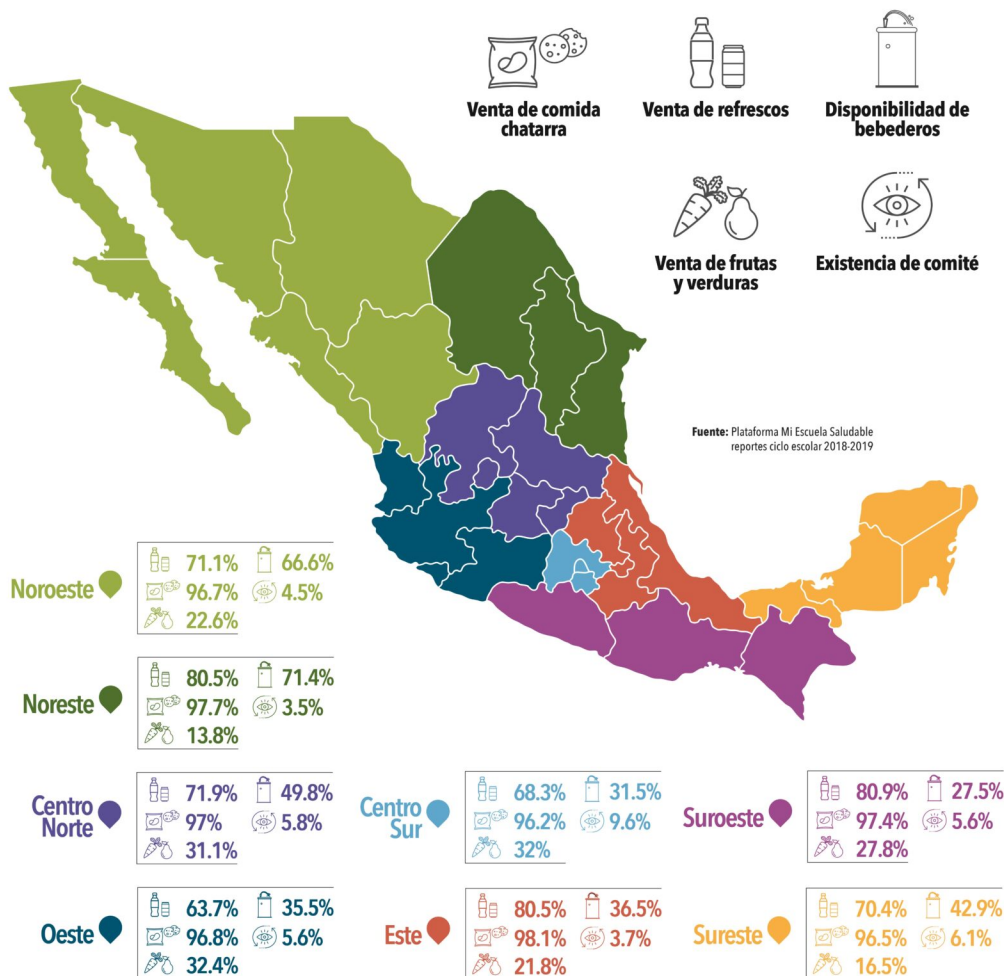 Venta de comida
chatarra
Venta de refrescos
Disponibilidad de
bebederos
Venta de frutas
y verduras
Existencia de comité
Fuente: Plataforma Mi Escuela Saludable
reportes ciclo escolar 2018-2019
Noroeste
71.1% 66.6%
96.7% 4.5%
22.6%
Noreste
80.5% 71.4%
97.7% 3.5%
13.8%
Centro
Norte
71.9% 49.8%
97% 5.8%
31.1%
Centro
Sur
68.3% 31.5%
96.2% 9.6%
32%
Suroeste
80.9% 27.5%
97.4% 5.6%
27.8%
Oeste
63.7% 35.5%
96.8% 5.6%
32.4%
Este
80.5% 36.5%
98.1% 3.7%
21.8%
Sureste
70.4% 42.9%
96.5% 6.1%
16.5%